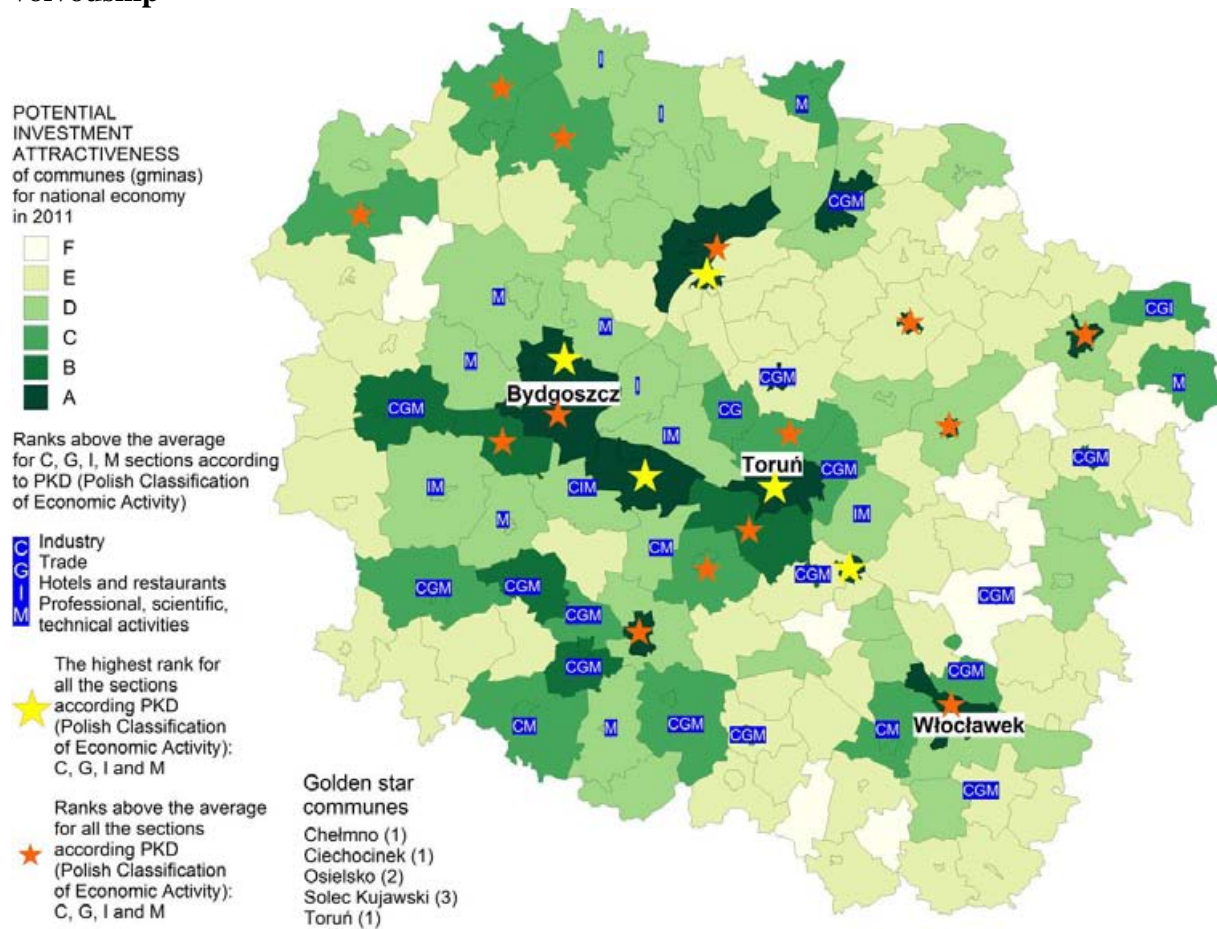 voivodship
POTENTIAL
INVESTMENT
ATTRACTIVENESS
of communes (gminas)
for national economy
in 2011
F
E
D
C
B
A
Ranks above the average
for C, G, I, M sections according
to PKD (Polish Classification
of Economic Activity)
C Industry
G Trade
I Hotels and restaurants
M Professional, scientific,
technical activities
The highest rank for
all the sections
according PKD
(Polish Classification
of Economic Activity):
C, G, I and M
Ranks above the average
for all the sections
according PKD
(Polish Classification
of Economic Activity):
C, G, I and M
Golden star
communes
Chełmno (1)
Ciechocinek (1)
Osielsko (2)
Solec Kujawski (3)
Toruń (1)
I
M
I
CGM
M
CGI
M
M
CGM
I
M
Bydgoszcz
CGM
CG
IM
CGM
Toruń
CGM
IM
CIM
IM
M
CM
CGM
CGM
CGM
CGM
CGM
CGM
CGM
CM
M
CGM
CGM
CM
Włocławek
CGM